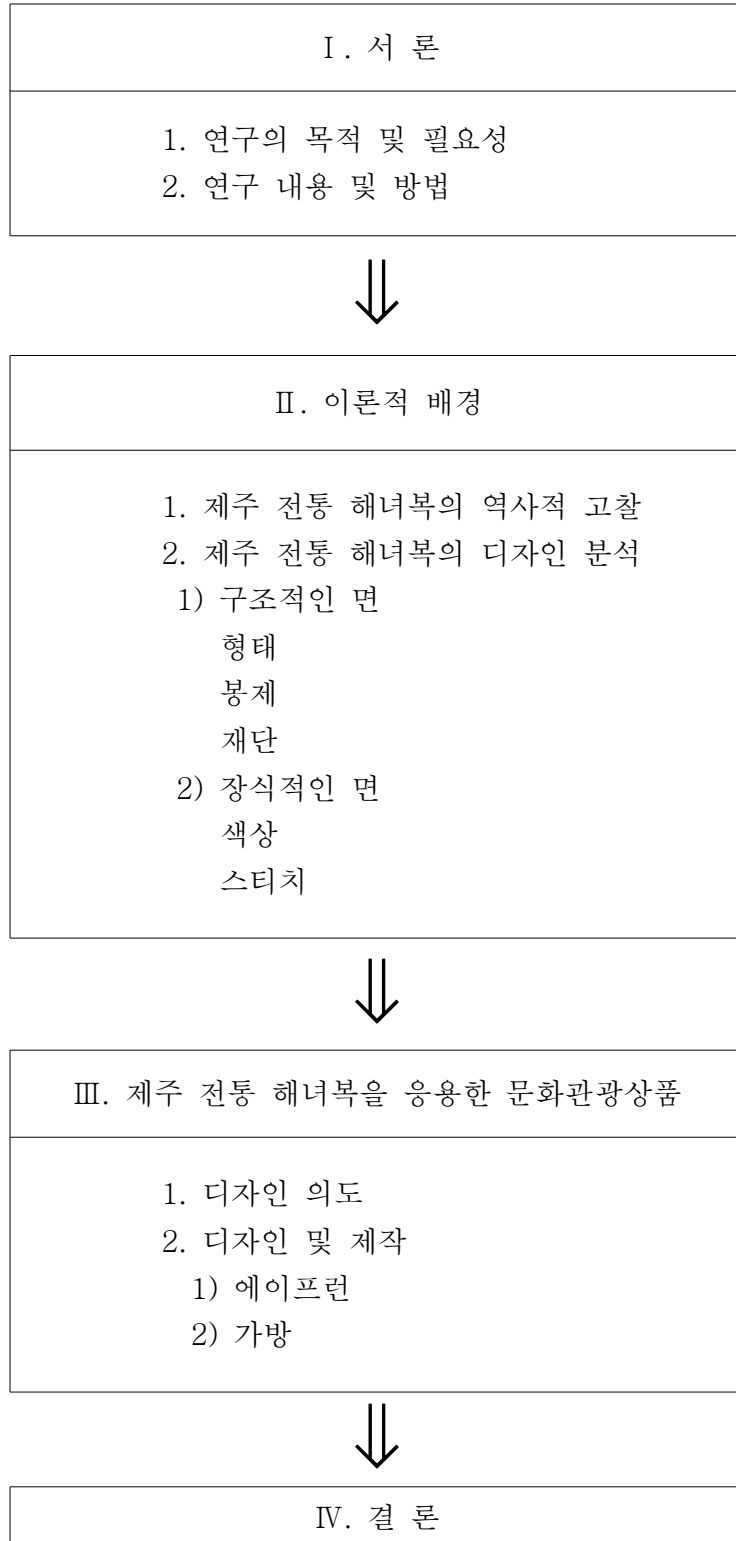 Ⅰ. 서 론
1. 연구의 목적 및 필요성
2. 연구 내용 및 방법
⇓
Ⅱ. 이론적 배경
1. 제주 전통 해녀복의 역사적 고찰
2. 제주 전통 해녀복의 디자인 분석
1) 구조적인 면
형태
봉제
재단
2) 장식적인 면
색상
스티치
⇓
Ⅲ. 제주 전통 해녀복을 응용한 문화관광상품
1. 디자인 의도
2. 디자인 및 제작
1) 에이프런
2) 가방
⇓
Ⅳ. 결 론